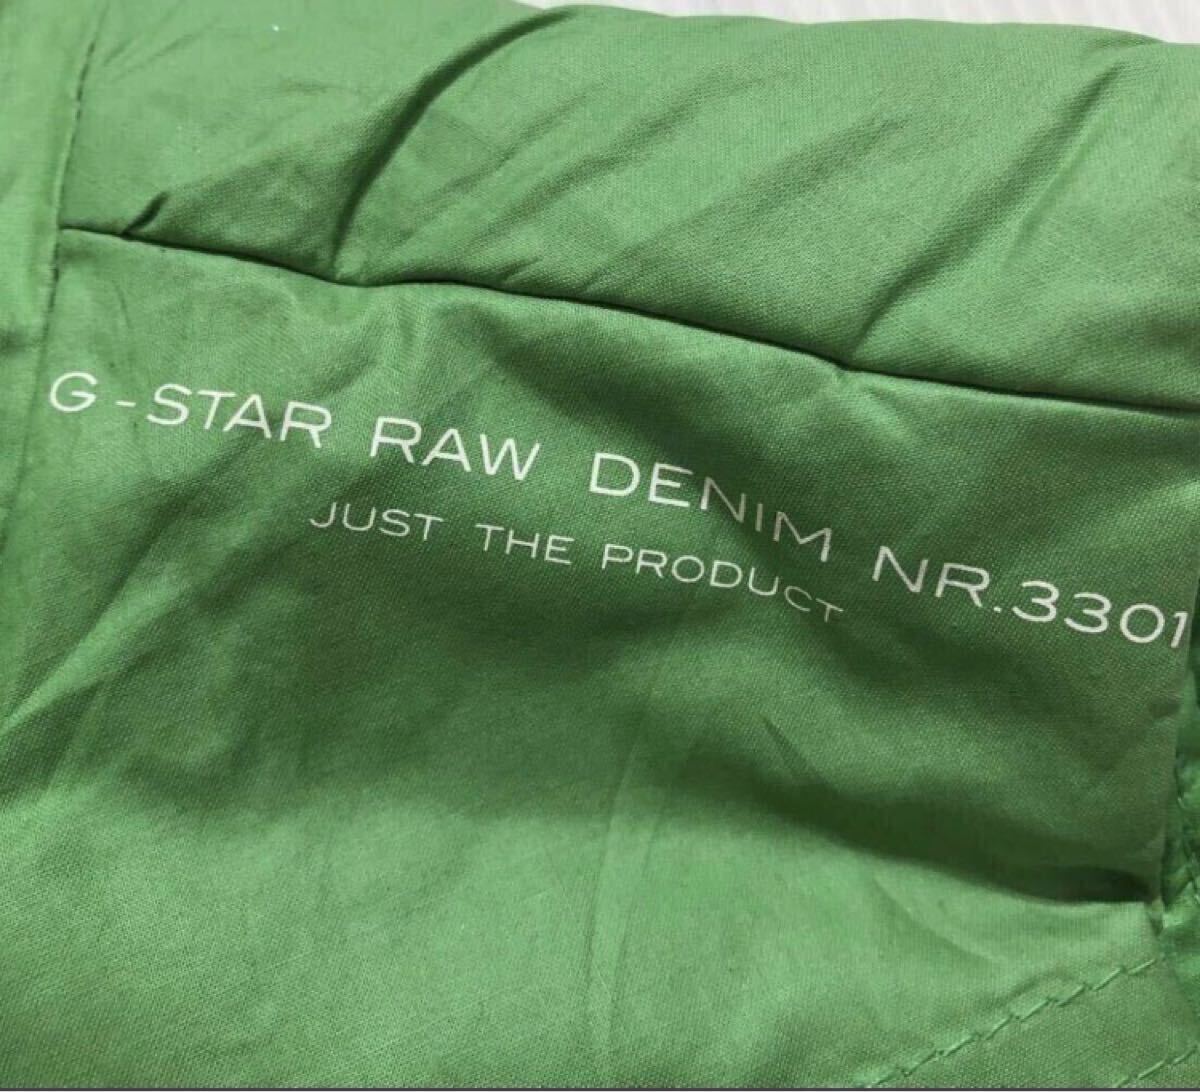 G-STAR RAW DENIM NR.3301
JUST THE PRODUCT